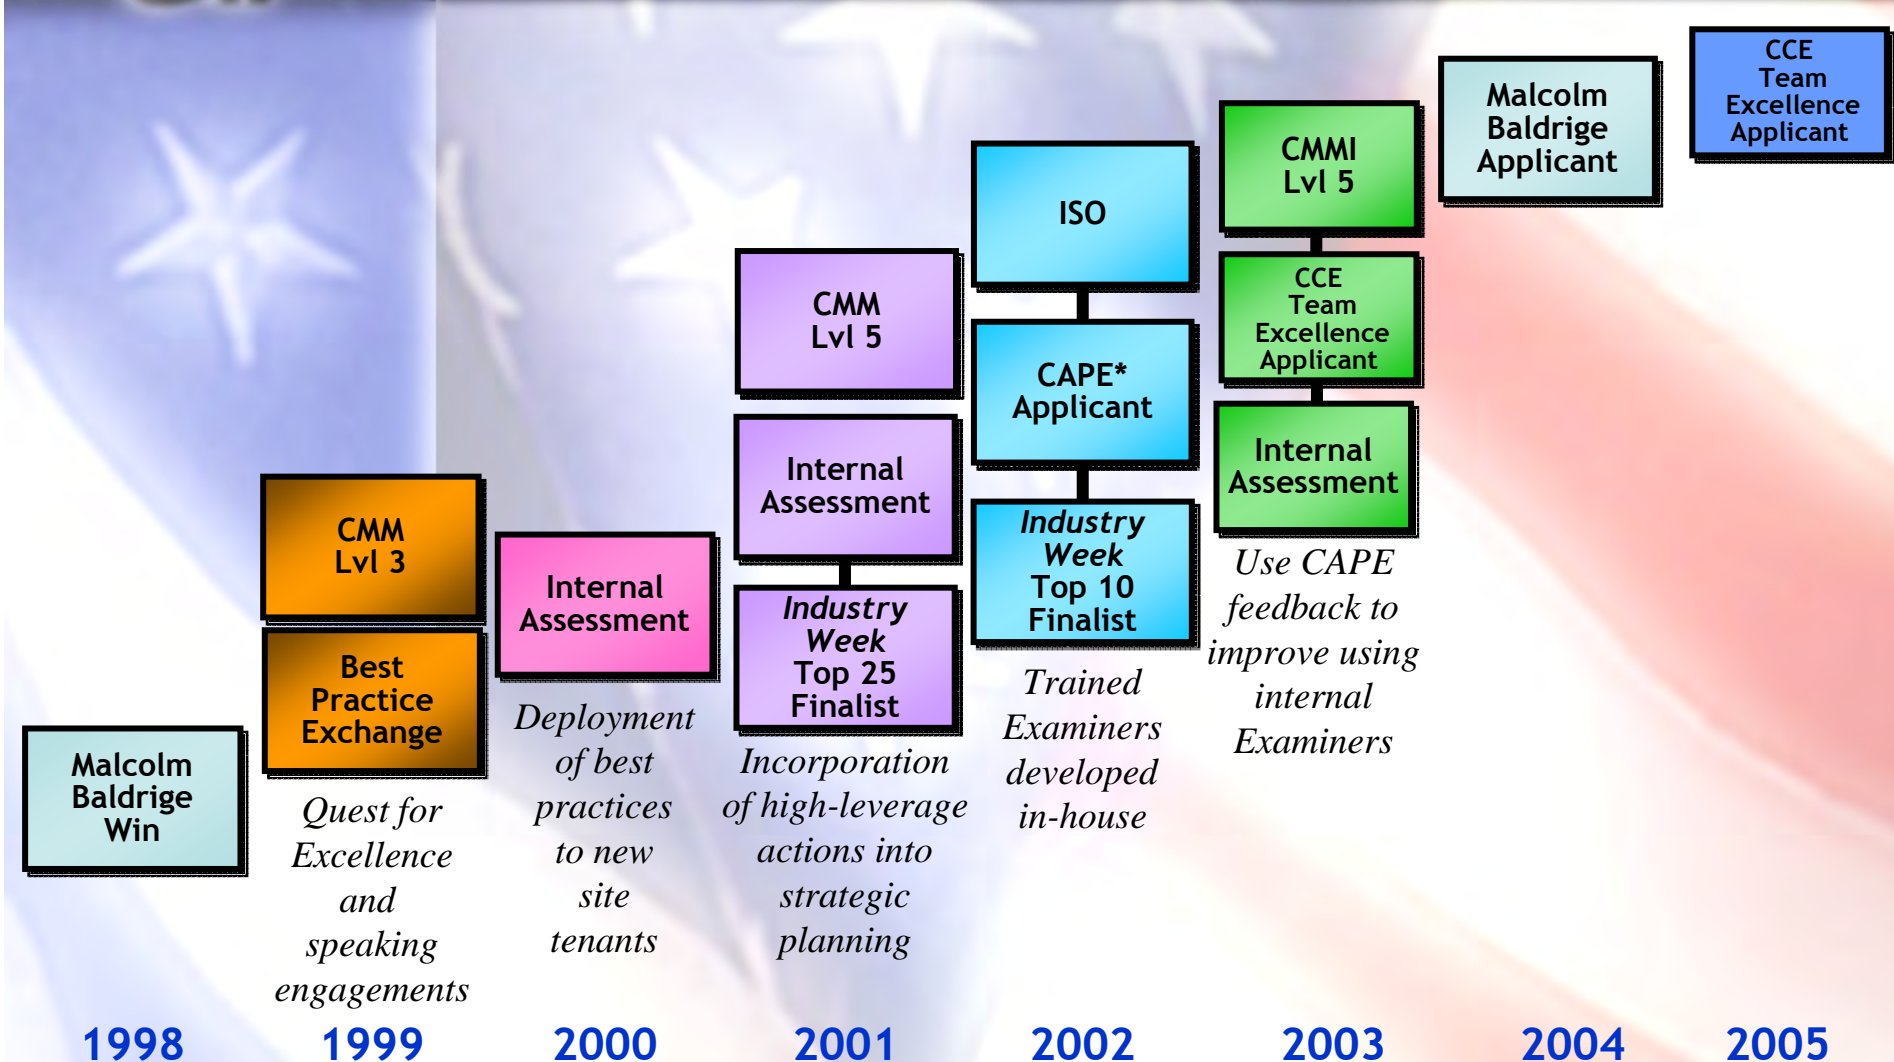 Malcolm
Baldrige
Win
1998
CMM
Lvl 3
Best
Practice
Exchange
Quest for
Excellence
and
speaking
engagements
1999
Internal
Assessment
Deployment
of best
practices
to new
site
tenants
2000
CMM
Lvl 5
Internal
Assessment
Industry
Week
Top 25
Finalist
Incorporation
of high-leverage
actions into
strategic
planning
2001
ISO
CAPE*
Applicant
Industry
Week
Top 10
Finalist
Trained
Examiners
developed
in-house
2002
CMMI
Lvl 5
CCE
Team
Excellence
Applicant
Internal
Assessment
Use CAPE
feedback to
improve using
internal
Examiners
2003
Malcolm
Baldrige
Applicant
2004
CCE
Team
Excellence
Applicant
2005